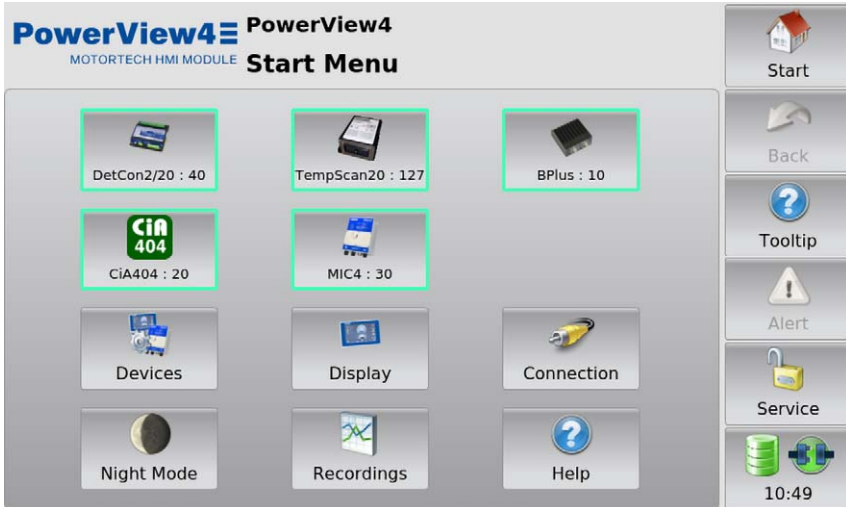 PowerView4
MOTORTECH HMI MODULE
PowerView4
Start Menu
DetCon2/20 : 40
TempScan20 : 127
BPlus : 10
CiA
404
CiA404 : 20
MIC4 : 30
Devices
Display
Connection
Night Mode
Recordings
Help
Start
Back
Tooltip
Alert
Service
10:49